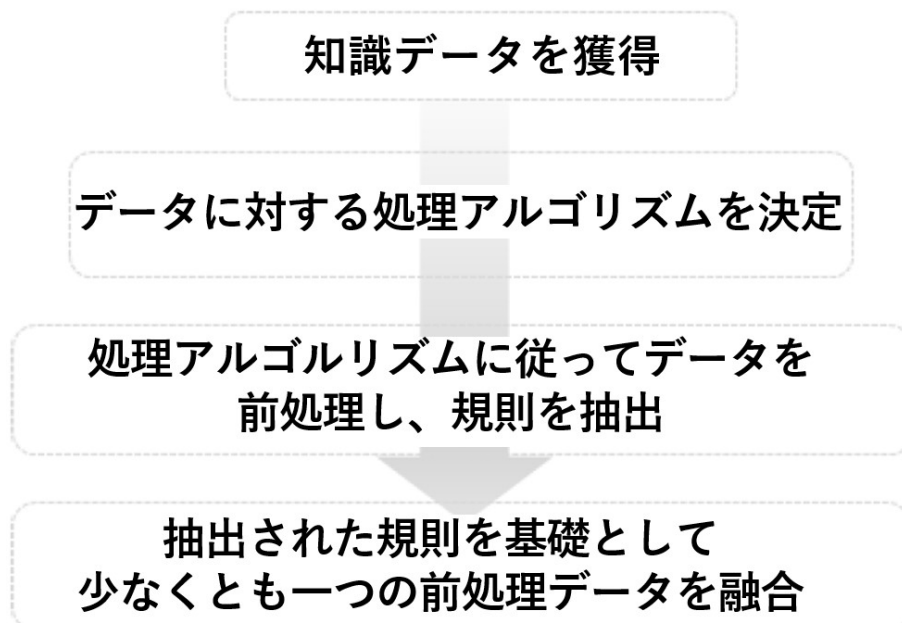 知識データを獲得
データに対する処理アルゴリズムを決定
処理アルゴルリズムに従ってデータを
前処理し、規則を抽出
抽出された規則を基礎として
少なくとも一つの前処理データを融合